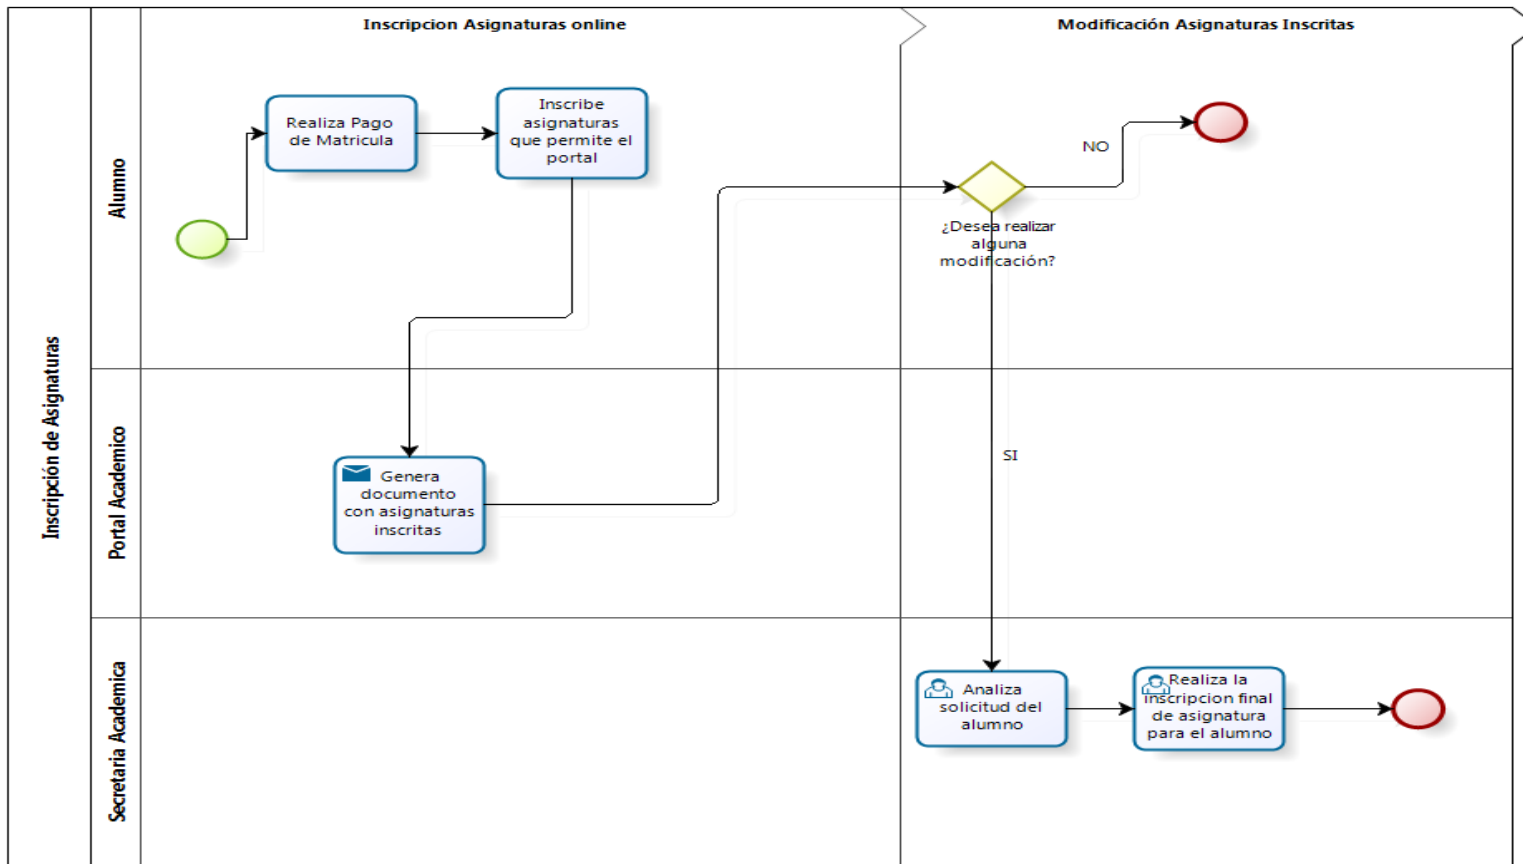 Inscripcion Asignaturas online
Modificación Asignaturas Inscritas
Inscripción de Asignaturas
Alumno
Realiza Pago
de Matricula
Inscribe
asignaturas
que permite el
portal
NO
¿Desea realizar
alguna
modificación?
Portal Academico
Genera
documento
con asignaturas
inscritas
SI
Secretaria Academica
Analiza
solicitud del
alumno
Realiza la
inscripcion final
de asignatura
para el alumno